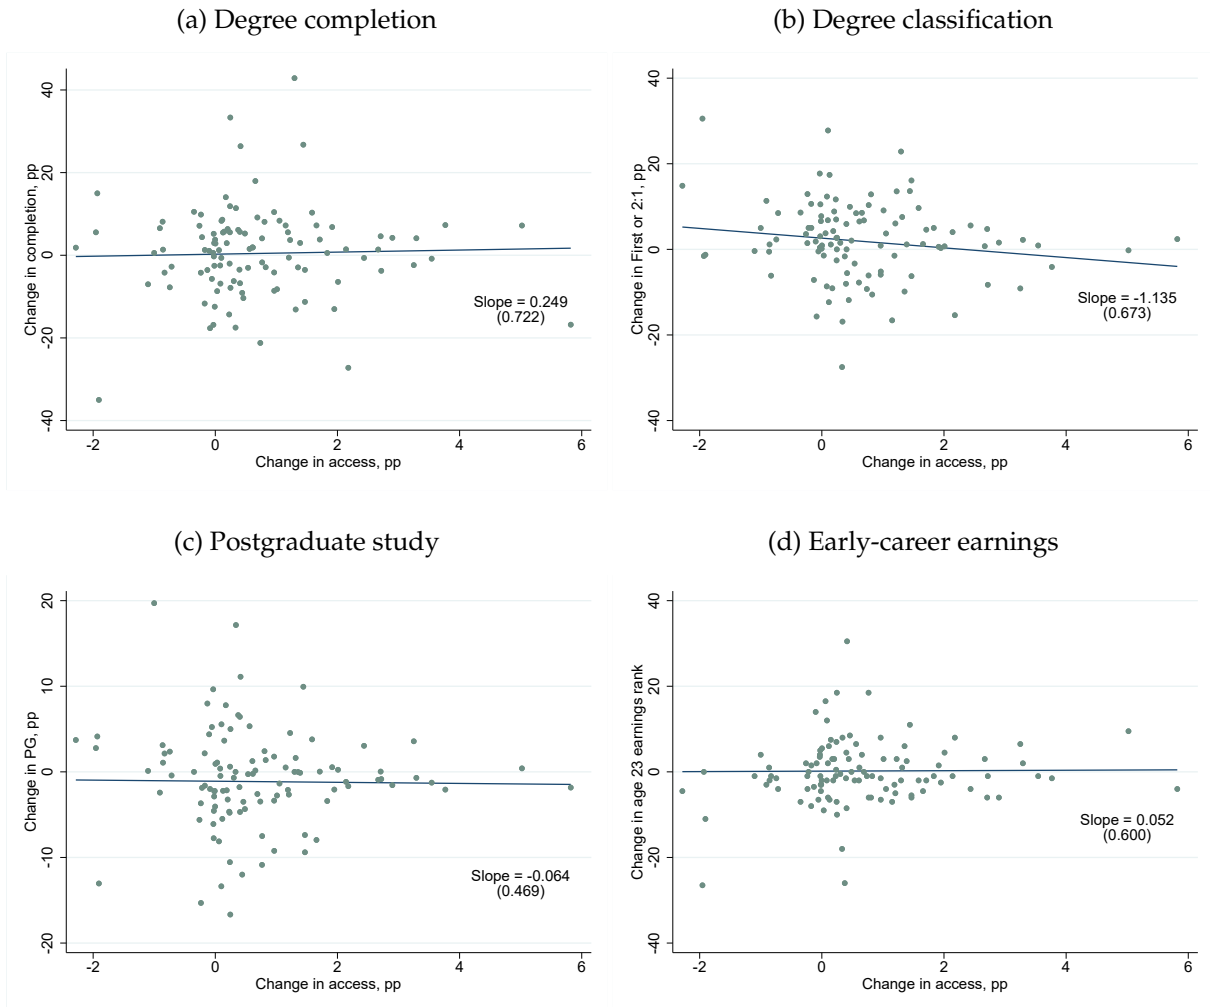 (a) Degree completion
Change in completion, pp
40
20
0
-20
-40
Slope = 0.249
(0.722)
-2 0 2 4 6
Change in access, pp
(b) Degree classification
Change in First or 2:1, pp
40
20
0
-20
-40
Slope = -1.135
(0.673)
-2 0 2 4 6
Change in access, pp
(c) Postgraduate study
Change in PG, pp
20
10
0
-10
-20
Slope = -0.064
(0.469)
-2 0 2 4 6
Change in access, pp
(d) Early-career earnings
Change in age 23 earnings rank
40
20
0
-20
-40
Slope = 0.052
(0.600)
-2 0 2 4 6
Change in access, pp